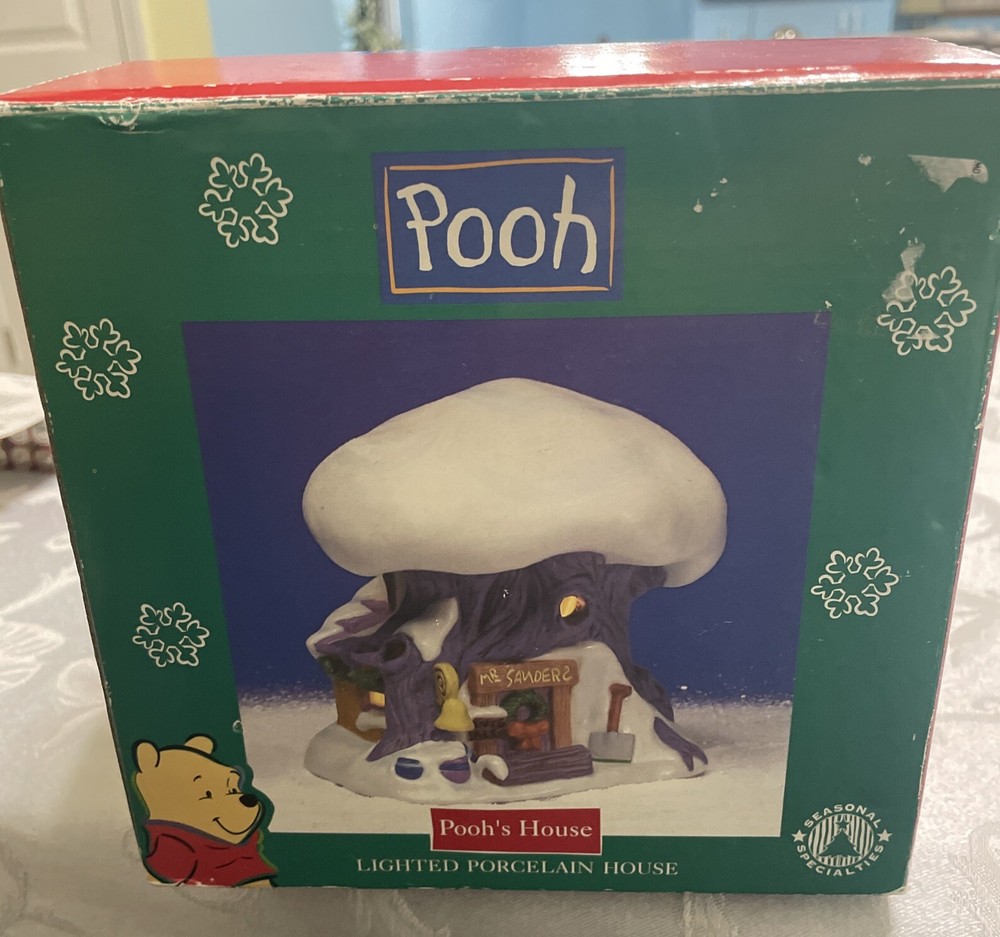 Pooh
MR SANDERS
Pooh's House
LIGHTED PORCELAIN HOUSE
SEASONAL
SPECIALTIES